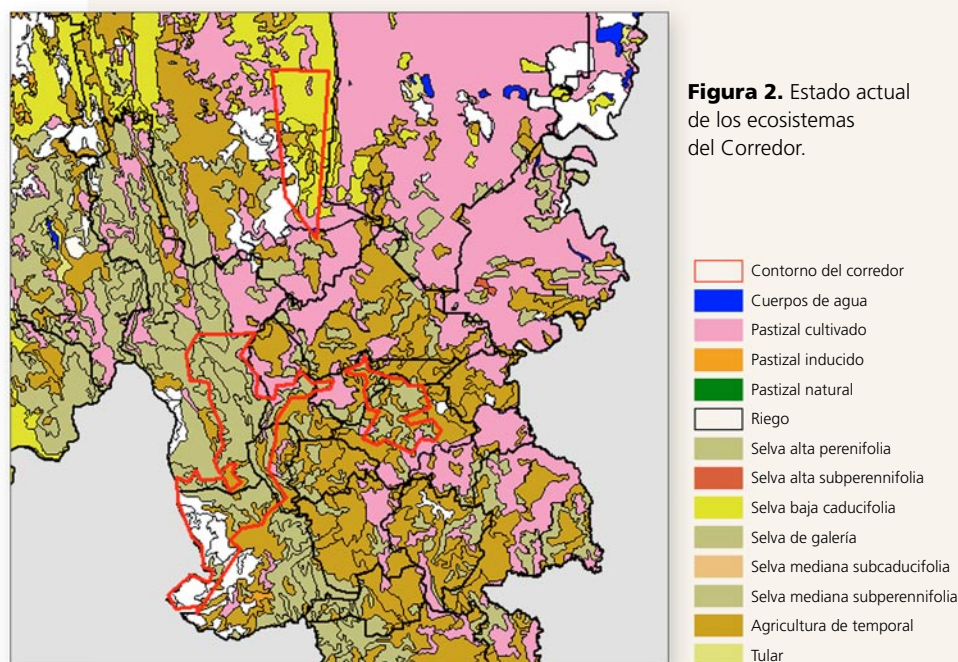 Figura 2. Estado actual
de los ecosistemas
del Corredor.
Contorno del corredor
Cuerpos de agua
Pastizal cultivado
Pastizal inducido
Pastizal natural
Riego
Selva alta perenifolia
Selva alta subperennifolia
Selva baja caducifolia
Selva de galería
Selva mediana subcaducifolia
Selva mediana subperennifolia
Agricultura de temporal
Tular